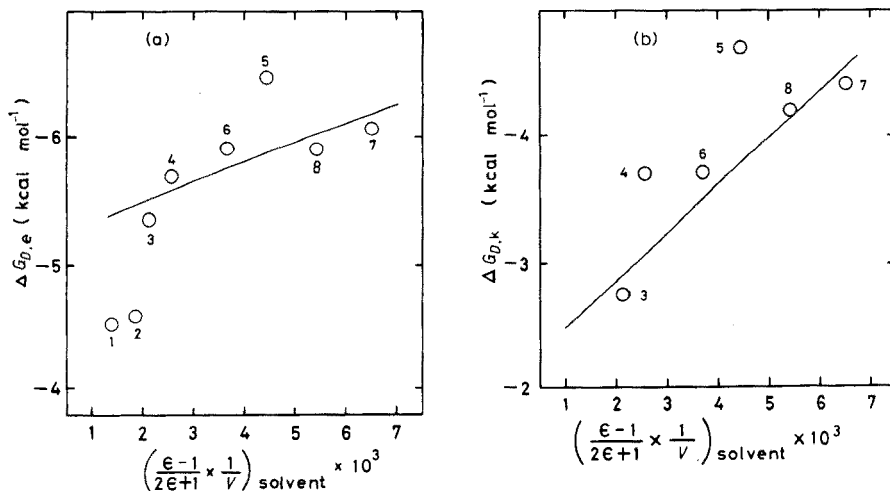 (a)
−6
−5
−4
ΔG_D,e (kcal mol⁻¹)
1
2
3
4
5
6
7
8
1 2 3 4 5 6 7
(ϵ-1/2ϵ+1 × 1/V) solvent × 10³
(b)
−4
−3
−2
ΔG_D,k (kcal mol⁻¹)
3
4
5
6
7
8
1 2 3 4 5 6 7
(ϵ-1/2ϵ+1 × 1/V) solvent × 10³